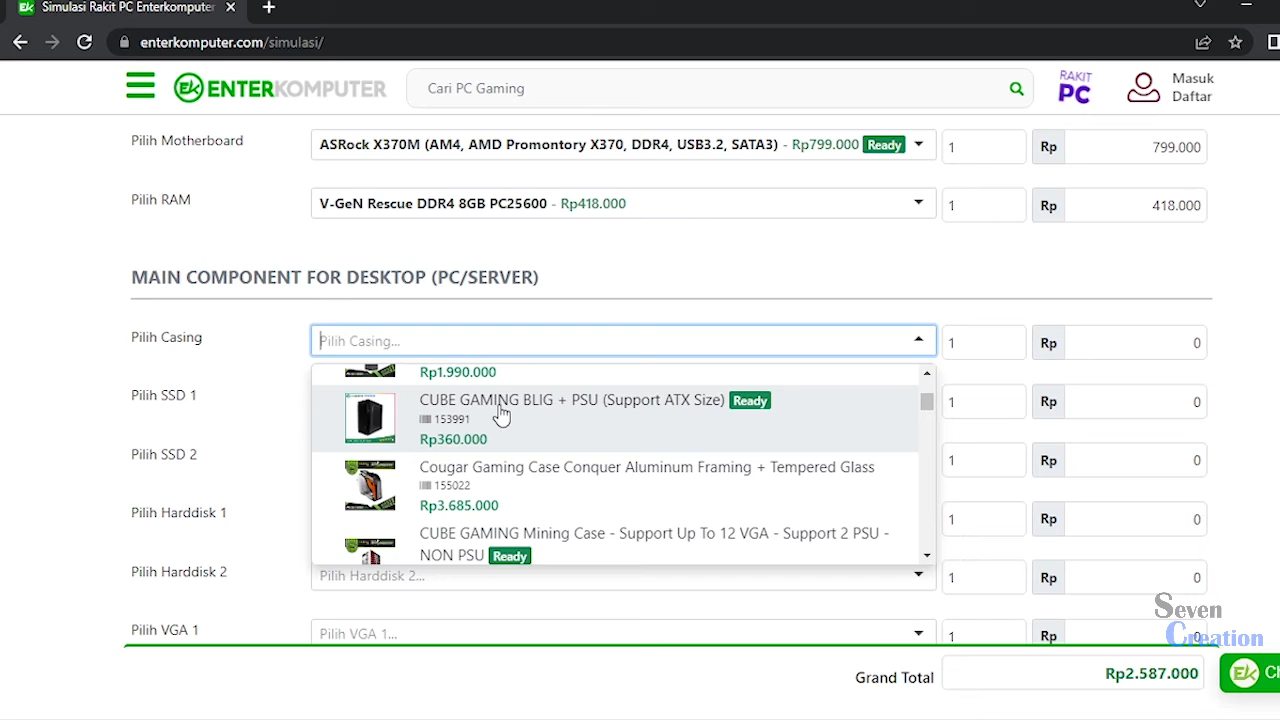 Simulasi Rakit PC Enterkomputer
enterkomputer.com/simulasi/
ENTERKOMPUTER
Cari PC Gaming
RAKIT
PC
Masuk
Daftar
Pilih Motherboard
ASRock X370M (AM4, AMD Promontory X370, DDR4, USB3.2, SATA3) - Rp799.000 Ready
1
Rp 799.000
Pilih RAM
V-GeN Rescue DDR4 8GB PC25600 - Rp418.000
1
Rp 418.000
MAIN COMPONENT FOR DESKTOP (PC/SERVER)
Pilih Casing
Pilih Casing...
1
Rp 0
Rp1.990.000
CUBE GAMING BLIG + PSU (Support ATX Size) Ready
153991
Rp360.000
Cougar Gaming Case Conquer Aluminum Framing + Tempered Glass
155022
Rp3.685.000
CUBE GAMING Mining Case - Support Up To 12 VGA - Support 2 PSU -
NON PSU Ready
Pilih SSD 1
1
Rp 0
Pilih SSD 2
1
Rp 0
Pilih Harddisk 1
1
Rp 0
Pilih Harddisk 2
Pilih Harddisk 2...
1
Rp 0
Pilih VGA 1
Pilih VGA 1...
1
Rp 0
Seven
Creation
Grand Total
Rp2.587.000
EK